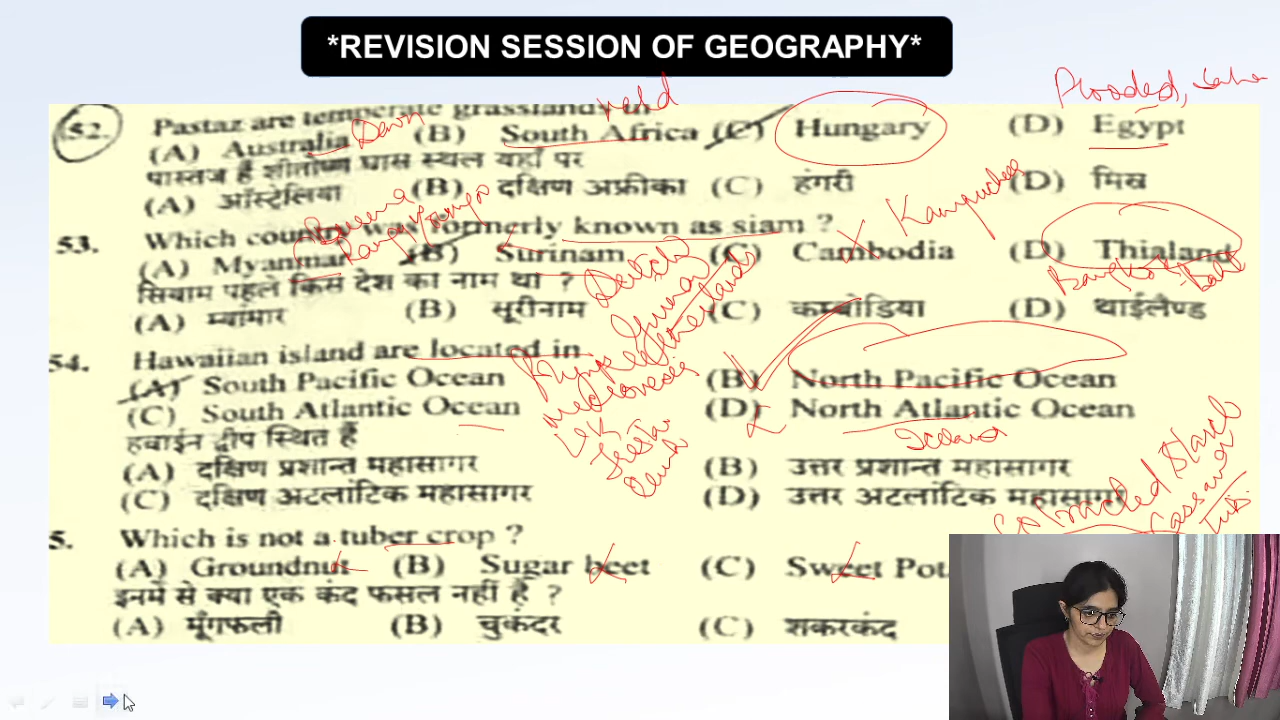 *REVISION SESSION OF GEOGRAPHY*
Flooded,
52. Pastaz are temperate grasslands in
Veld
(A) Australia (B) South Africa (C) Hungary (D) Egypt
Down
पास्तज हैं शीतोष्ण घास स्थल यहाँ पर
(A) ऑस्ट्रेलिया (B) दक्षिण अफ्रीका (C) हंगरी (D) मिस्र
53. Which country was formerly known as siam ?
(A) Myanmar (B) Surinam (C) Cambodia (D) Thialand
सिबाम पहले किस देश का नाम था ?
(A) म्यांमार (B) सूरीनाम (C) कम्बोडिया (D) थाईलैण्ड
54. Hawaiian island are located in
(A) South Pacific Ocean (B) North Pacific Ocean
(C) South Atlantic Ocean (D) North Atlantic Ocean
हवाईन द्वीप स्थित हैं
(A) दक्षिण प्रशान्त महासागर (B) उत्तर प्रशान्त महासागर
(C) दक्षिण अटलांटिक महासागर (D) उत्तर अटलांटिक महासागर
Starch
5. Which is not a tuber crop ?
(A) Groundnut (B) Sugar beet (C) Sweet Pot
इनमें से क्या एक कंद फसल नहीं है ?
(A) मूँगफली (B) चुकंदर (C) शकरकंद